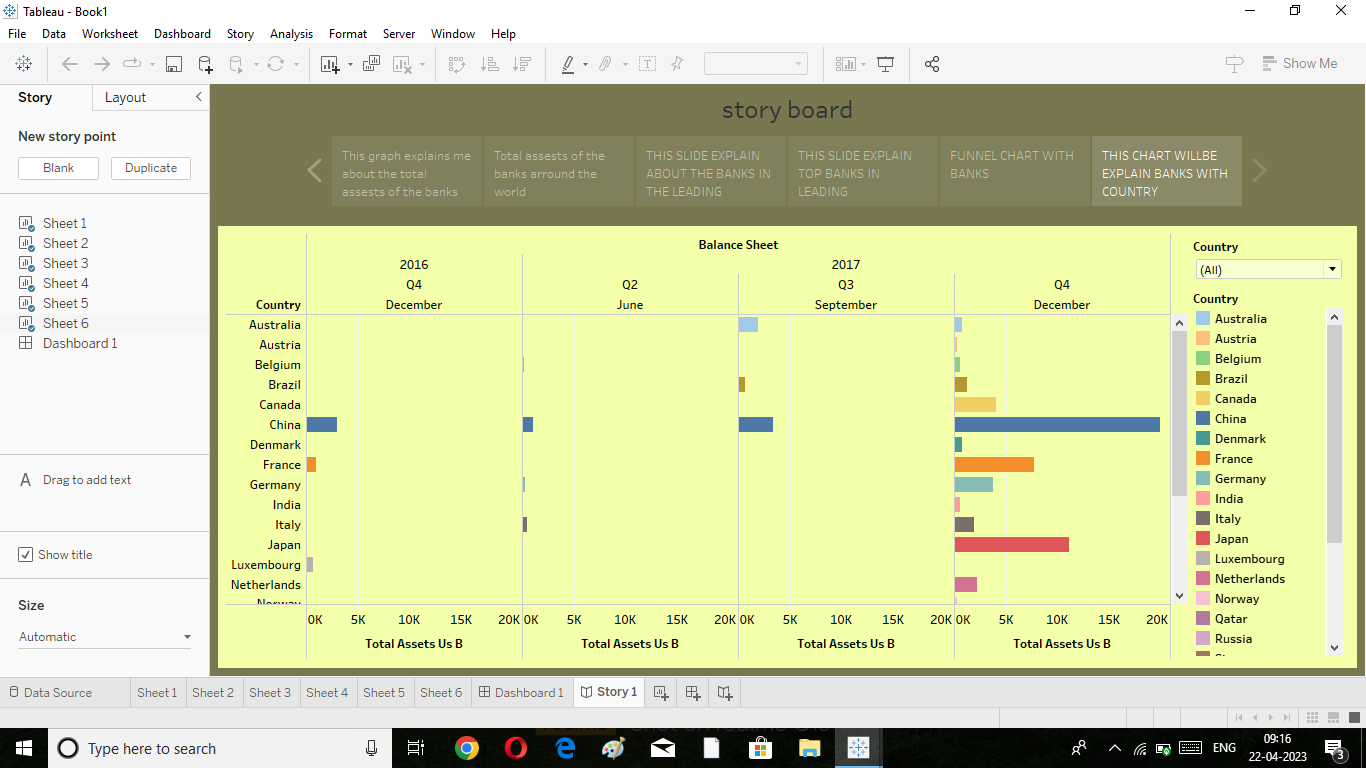 Tableau - Book1
File Data Worksheet Dashboard Story Analysis Format Server Window Help
Show Me
Story Layout
New story point
Blank Duplicate
Sheet 1
Sheet 2
Sheet 3
Sheet 4
Sheet 5
Sheet 6
Dashboard 1
A Drag to add text
Show title
Size
Automatic
story board
This graph explains me
about the total
assests of the banks
Total assests of the
banks arround the
world
THIS SLIDE EXPLAIN
ABOUT THE BANKS IN
THE LEADING
THIS SLIDE EXPLAIN
TOP BANKS IN
LEADING
FUNNEL CHART WITH
BANKS
THIS CHART WILLBE
EXPLAIN BANKS WITH
COUNTRY
Balance Sheet
2016 2017
Q4 Q2 Q3 Q4
Country December June September December
Australia
Austria
Belgium
Brazil
Canada
China
Denmark
France
Germany
India
Italy
Japan
Luxembourg
Netherlands
Norway
0K 5K 10K 15K 20K 0K 5K 10K 15K 20K 0K 5K 10K 15K 20K 0K 5K 10K 15K 20K
Total Assets Us B Total Assets Us B Total Assets Us B Total Assets Us B
Country
(All)
Country
Australia
Austria
Belgium
Brazil
Canada
China
Denmark
France
Germany
India
Italy
Japan
Luxembourg
Netherlands
Norway
Qatar
Russia
Data Source Sheet 1 Sheet 2 Sheet 3 Sheet 4 Sheet 5 Sheet 6 Dashboard 1 Story 1
Type here to search
ENG
09:16
22-04-2023
3